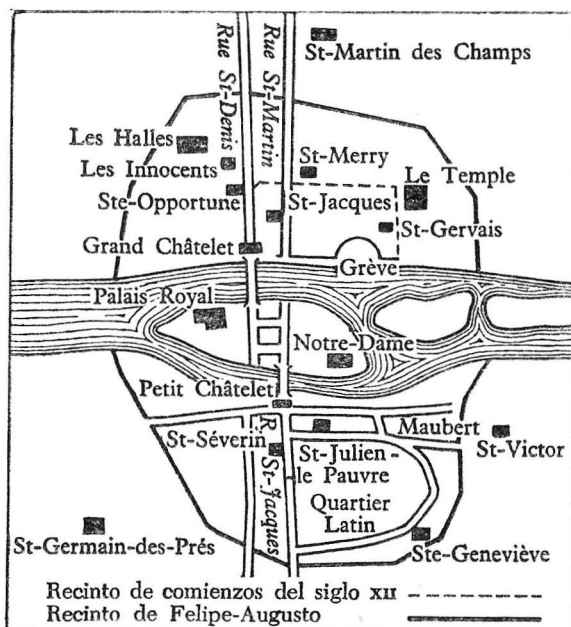 St-Martin des Champs
Rue St-Denis
Rue St-Martin
Les Halles
Les Innocents
St-Merry
Le Temple
Ste-Opportune
St-Jacques
St-Gervais
Grand Châtelet
Grève
Palais Royal
Notre-Dame
Petit Châtelet
Maubert
St-Séverin
R. St-Jacques
St-Julien-
le Pauvre
St-Victor
Quartier
Latin
St-Germain-des-Prés
Ste-Geneviève
Recinto de comienzos del siglo XII
Recinto de Felipe-Augusto